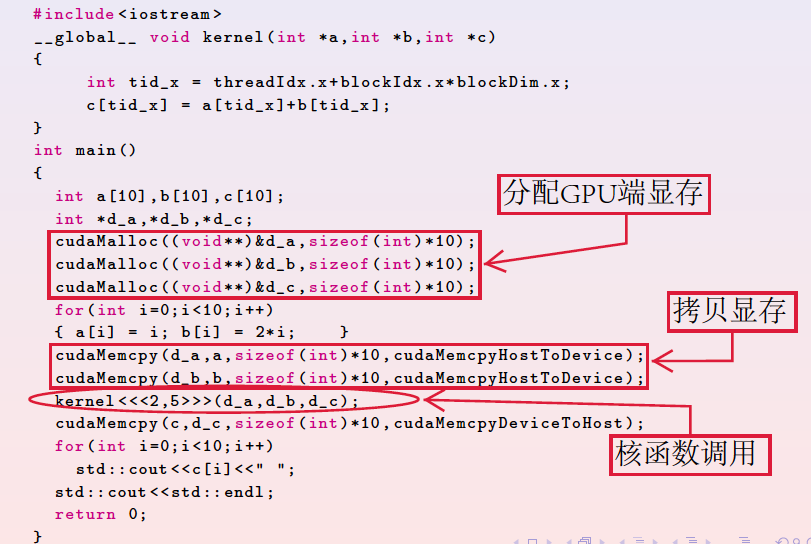 #include<iostream>
__global__ void kernel(int *a,int *b,int *c)
{
int tid_x = threadIdx.x+blockIdx.x*blockDim.x;
c[tid_x] = a[tid_x]+b[tid_x];
}
int main()
{
int a[10],b[10],c[10];
分配GPU端显存
int *d_a,*d_b,*d_c;
cudaMalloc((void**)&d_a,sizeof(int)*10);
cudaMalloc((void**)&d_b,sizeof(int)*10);
cudaMalloc((void**)&d_c,sizeof(int)*10);
for(int i=0;i<10;i++)
拷贝显存
{ a[i] = i; b[i] = 2*i; }
cudaMemcpy(d_a,a,sizeof(int)*10,cudaMemcpyHostToDevice);
cudaMemcpy(d_b,b,sizeof(int)*10,cudaMemcpyHostToDevice);
kernel<<<2,5>>>(d_a,d_b,d_c);
cudaMemcpy(c,d_c,sizeof(int)*10,cudaMemcpyDeviceToHost);
for(int i=0;i<10;i++)
核函数调用
std::cout<<c[i]<<" ";
std::cout<<std::endl;
return 0;
}